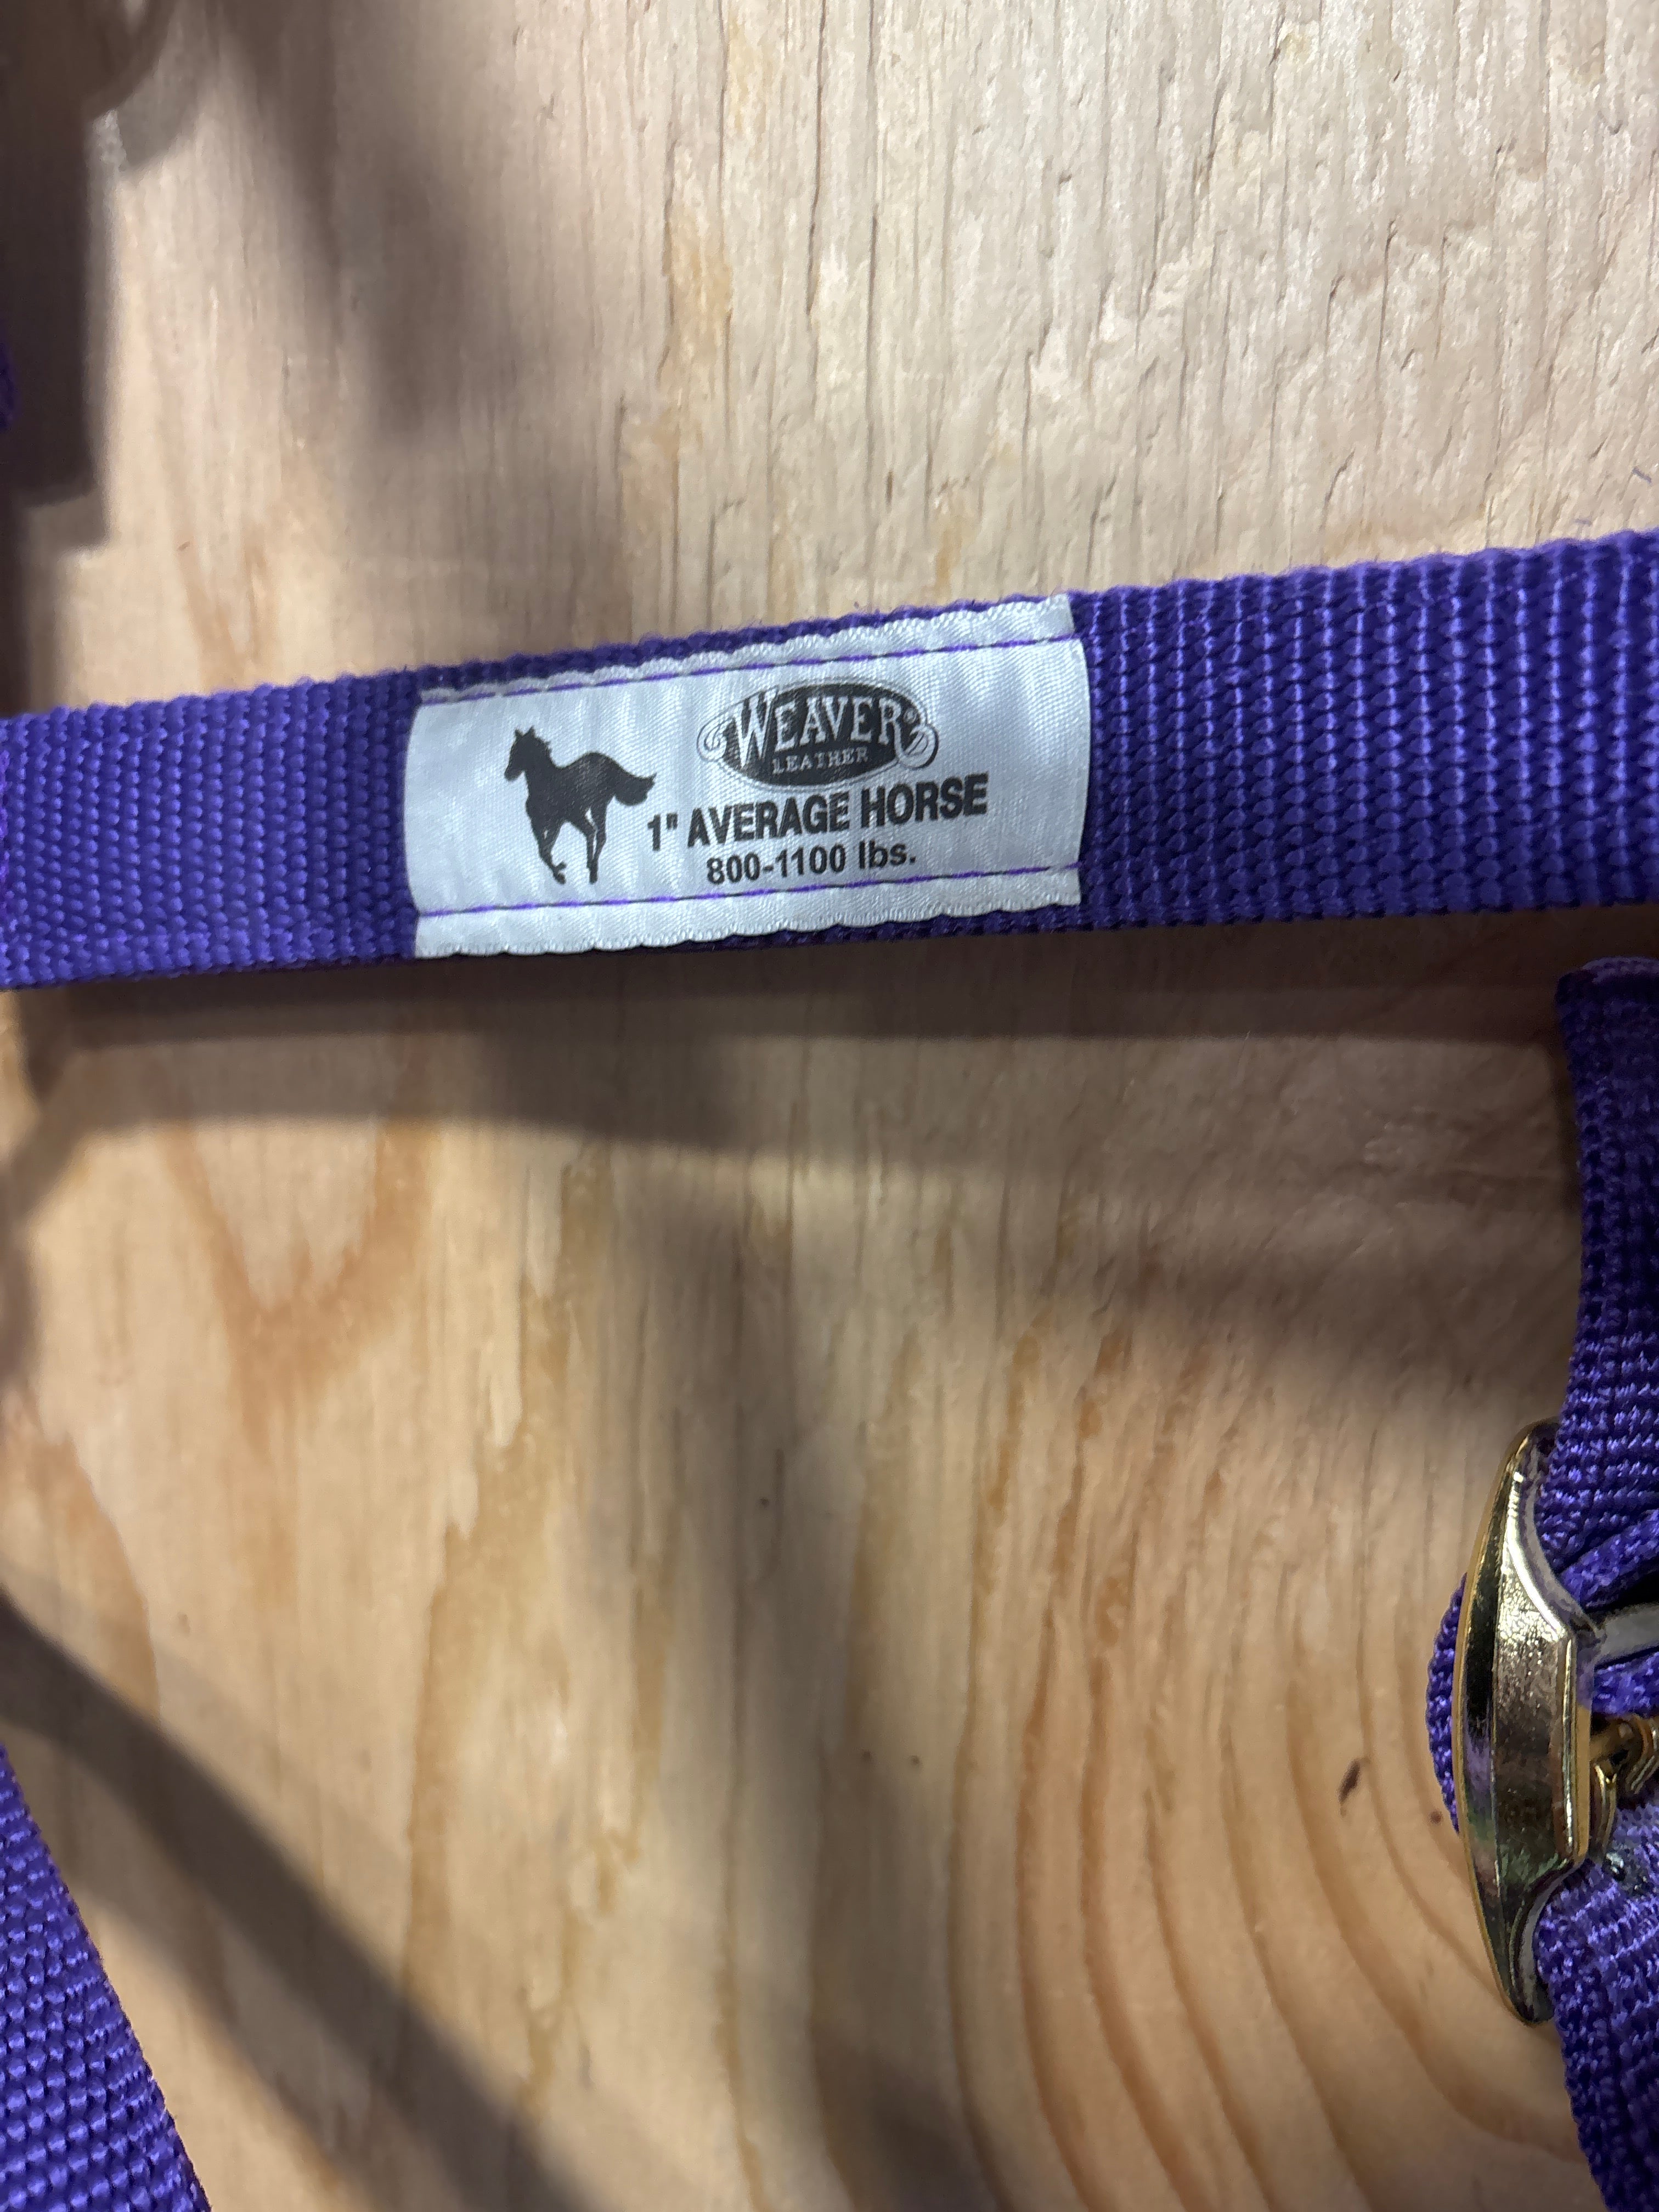 WEAVER®
LEATHER
1" AVERAGE HORSE
800-1100 lbs.